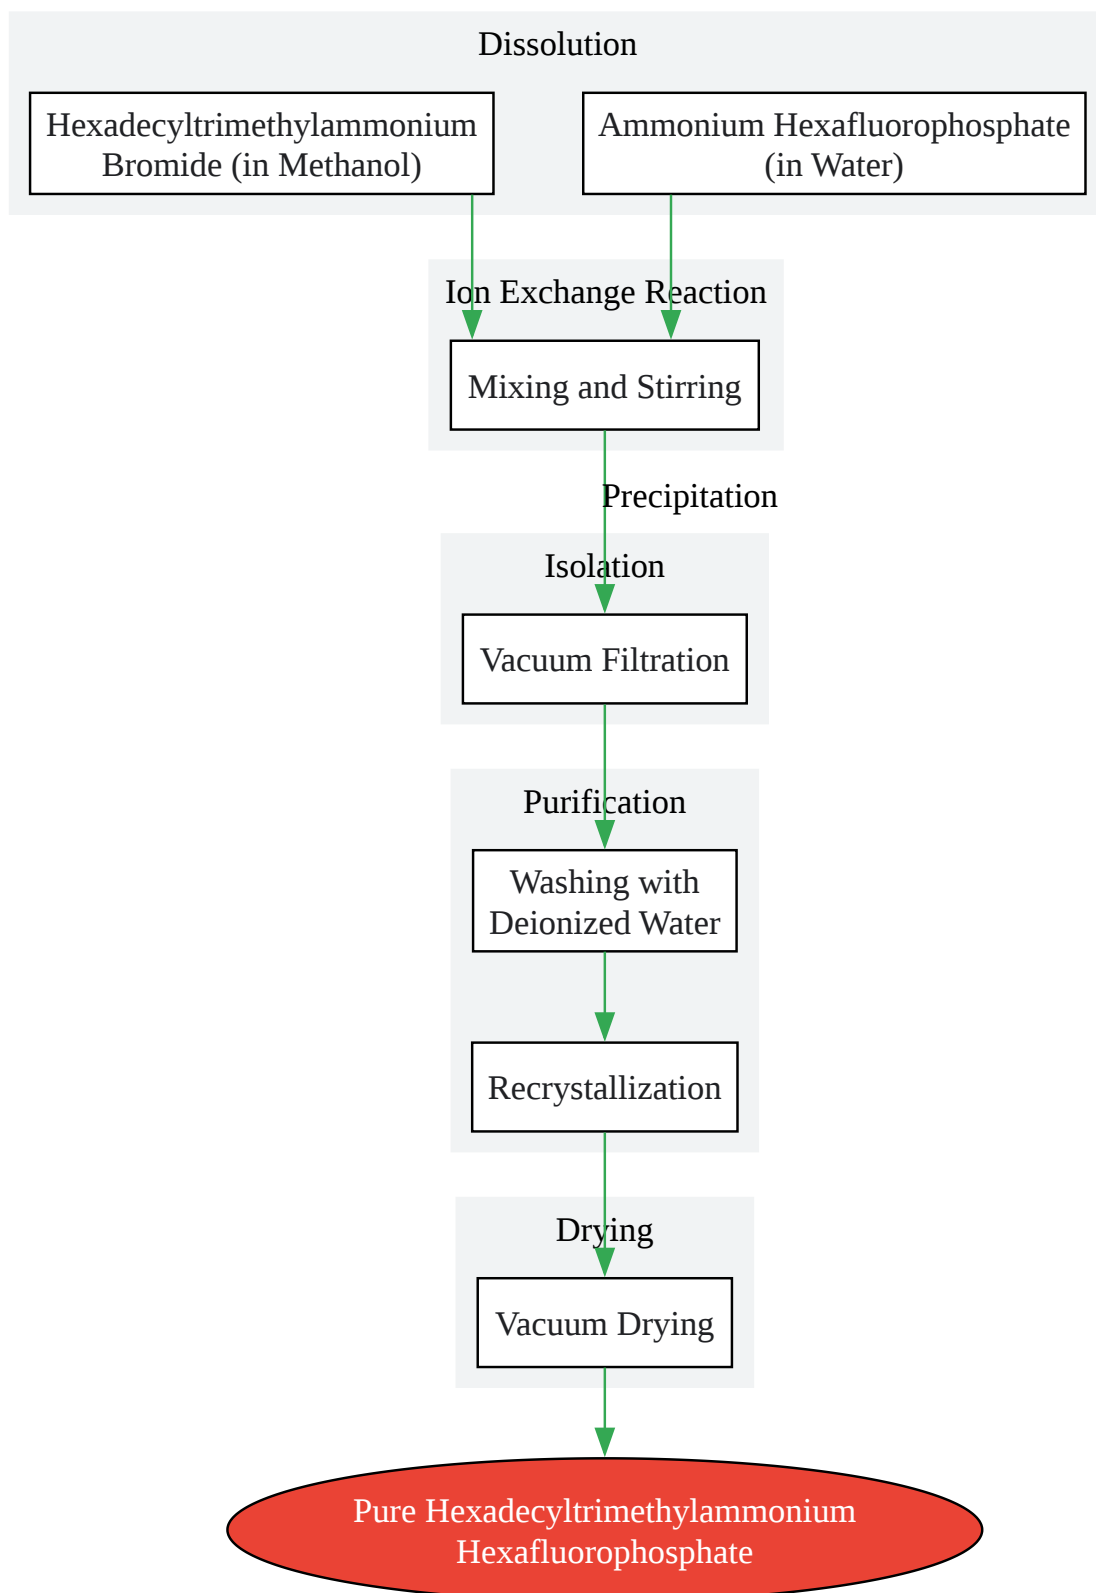 Dissolution
Hexadecyltrimethylammonium
Bromide (in Methanol)
Ammonium Hexafluorophosphate
(in Water)
Ion Exchange Reaction
Mixing and Stirring
Precipitation
Isolation
Vacuum Filtration
Purification
Washing with
Deionized Water
Recrystallization
Drying
Vacuum Drying
Pure Hexadecyltrimethylammonium
Hexafluorophosphate